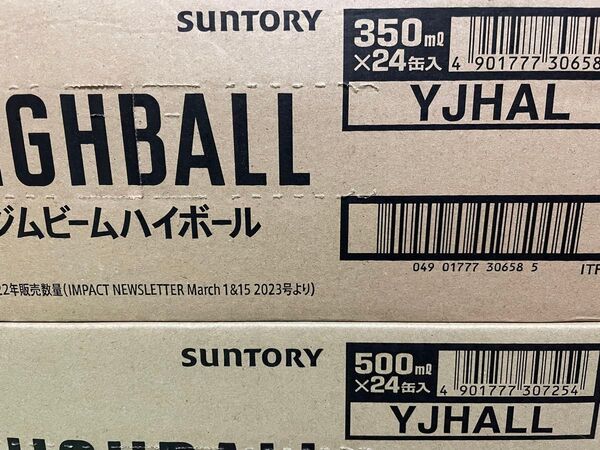 SUNTORY
350ml
×24缶入
4 901777 30658
YJHAL
IGHBALL
ジムビームハイボール
049 01777 30658 5
ITF
22年販売数量(IMPACT NEWSLETTER March 1&15 2023号より)
SUNTORY
500ml
×24缶入
4 901777 307254
YJHALL